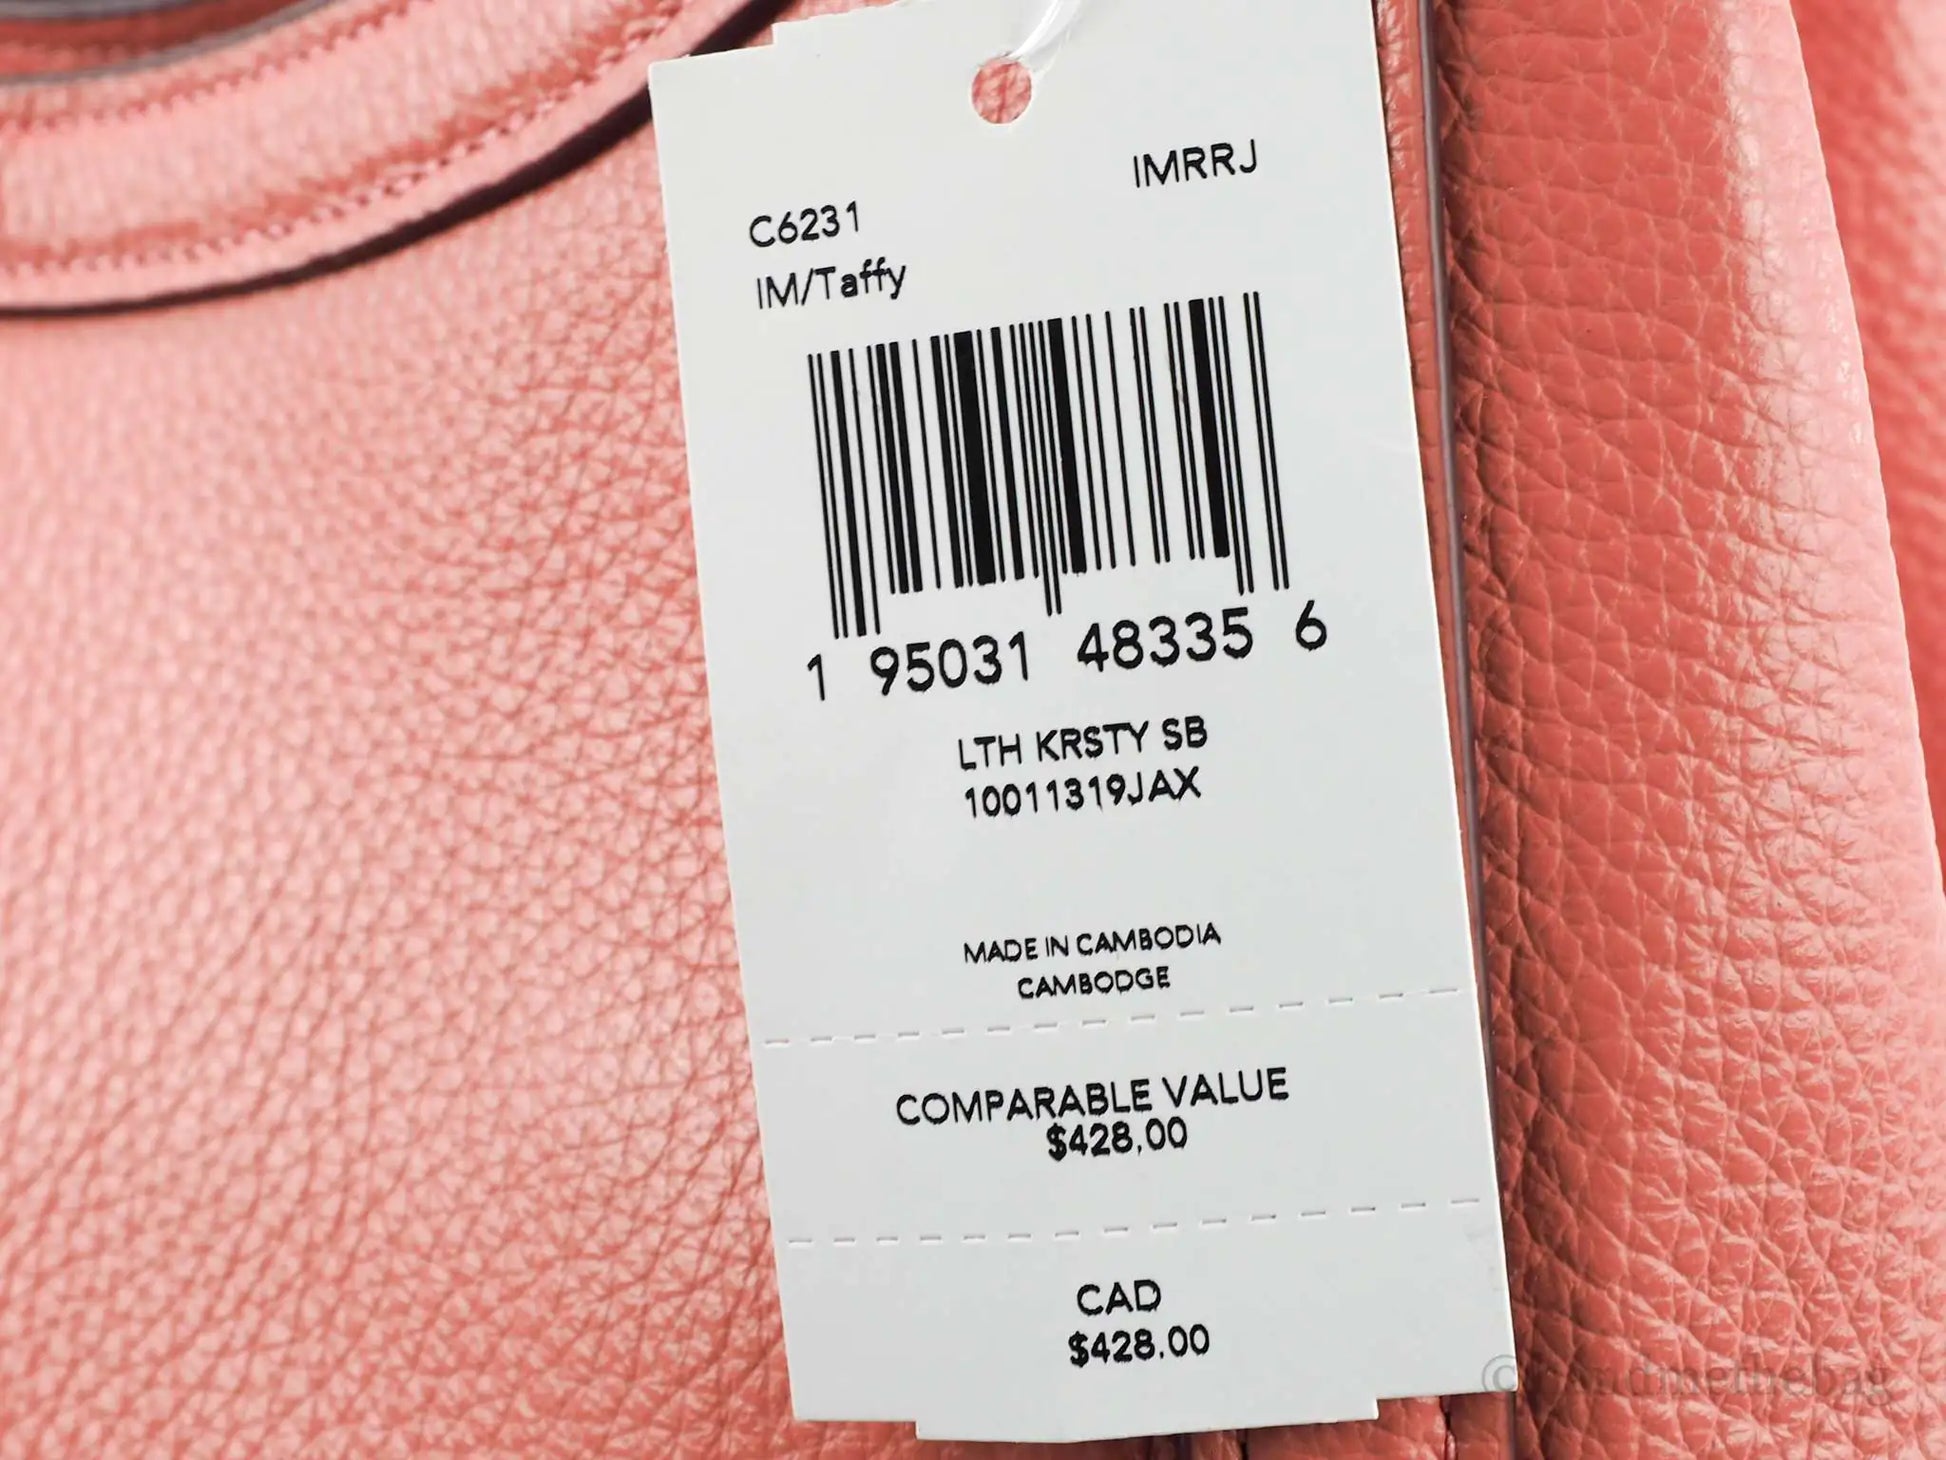 IMRRJ
C6231
IM/Taffy
1 95031 48335 6
LTH KRSTY SB
10011319JAX
MADE IN CAMBODIA
CAMBODGE
COMPARABLE VALUE
$428.00
CAD
$428.00